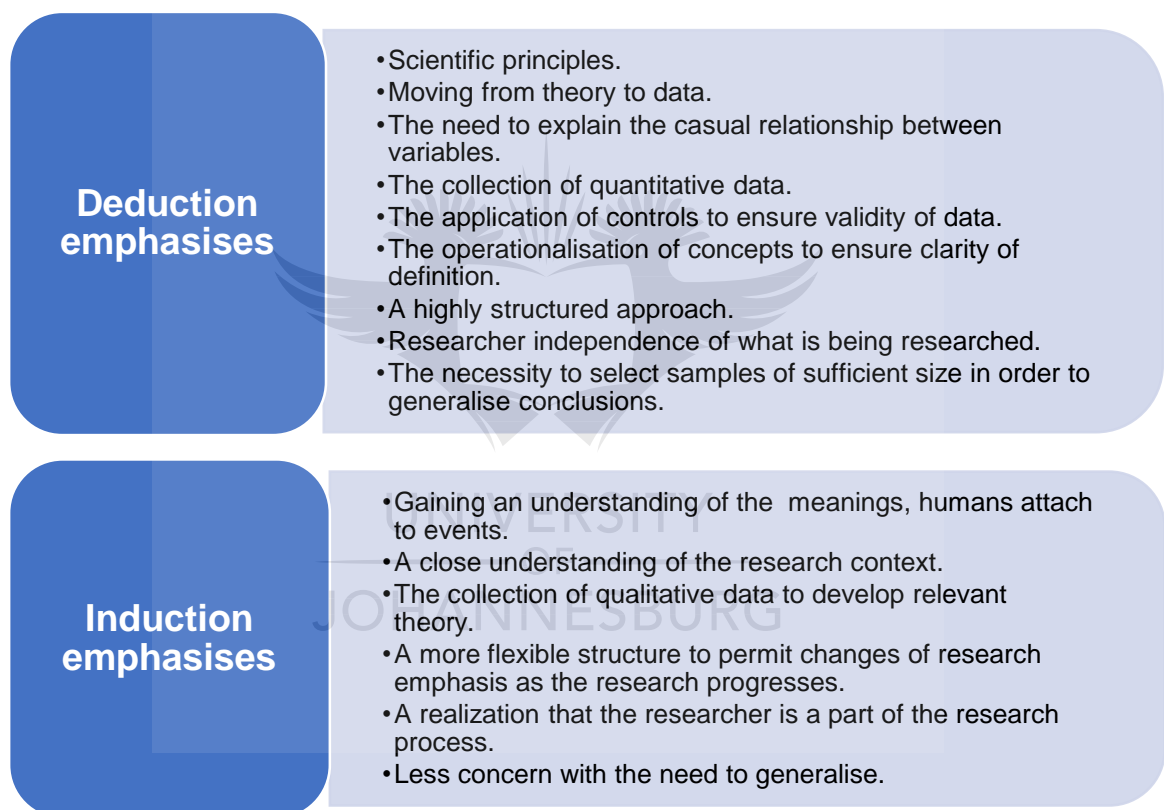 Deduction
emphasises
•Scientific principles.
•Moving from theory to data.
•The need to explain the casual relationship between
variables.
•The collection of quantitative data.
•The application of controls to ensure validity of data.
•The operationalisation of concepts to ensure clarity of
definition.
•A highly structured approach.
•Researcher independence of what is being researched.
•The necessity to select samples of sufficient size in order to
generalise conclusions.
Induction
emphasises
•Gaining an understanding of the  meanings, humans attach
to events.
•A close understanding of the research context.
•The collection of qualitative data to develop relevant
theory.
•A more flexible structure to permit changes of research
emphasis as the research progresses.
•A realization that the researcher is a part of the research
process.
•Less concern with the need to generalise.
UNIVERSITY
OF
JOHANNESBURG